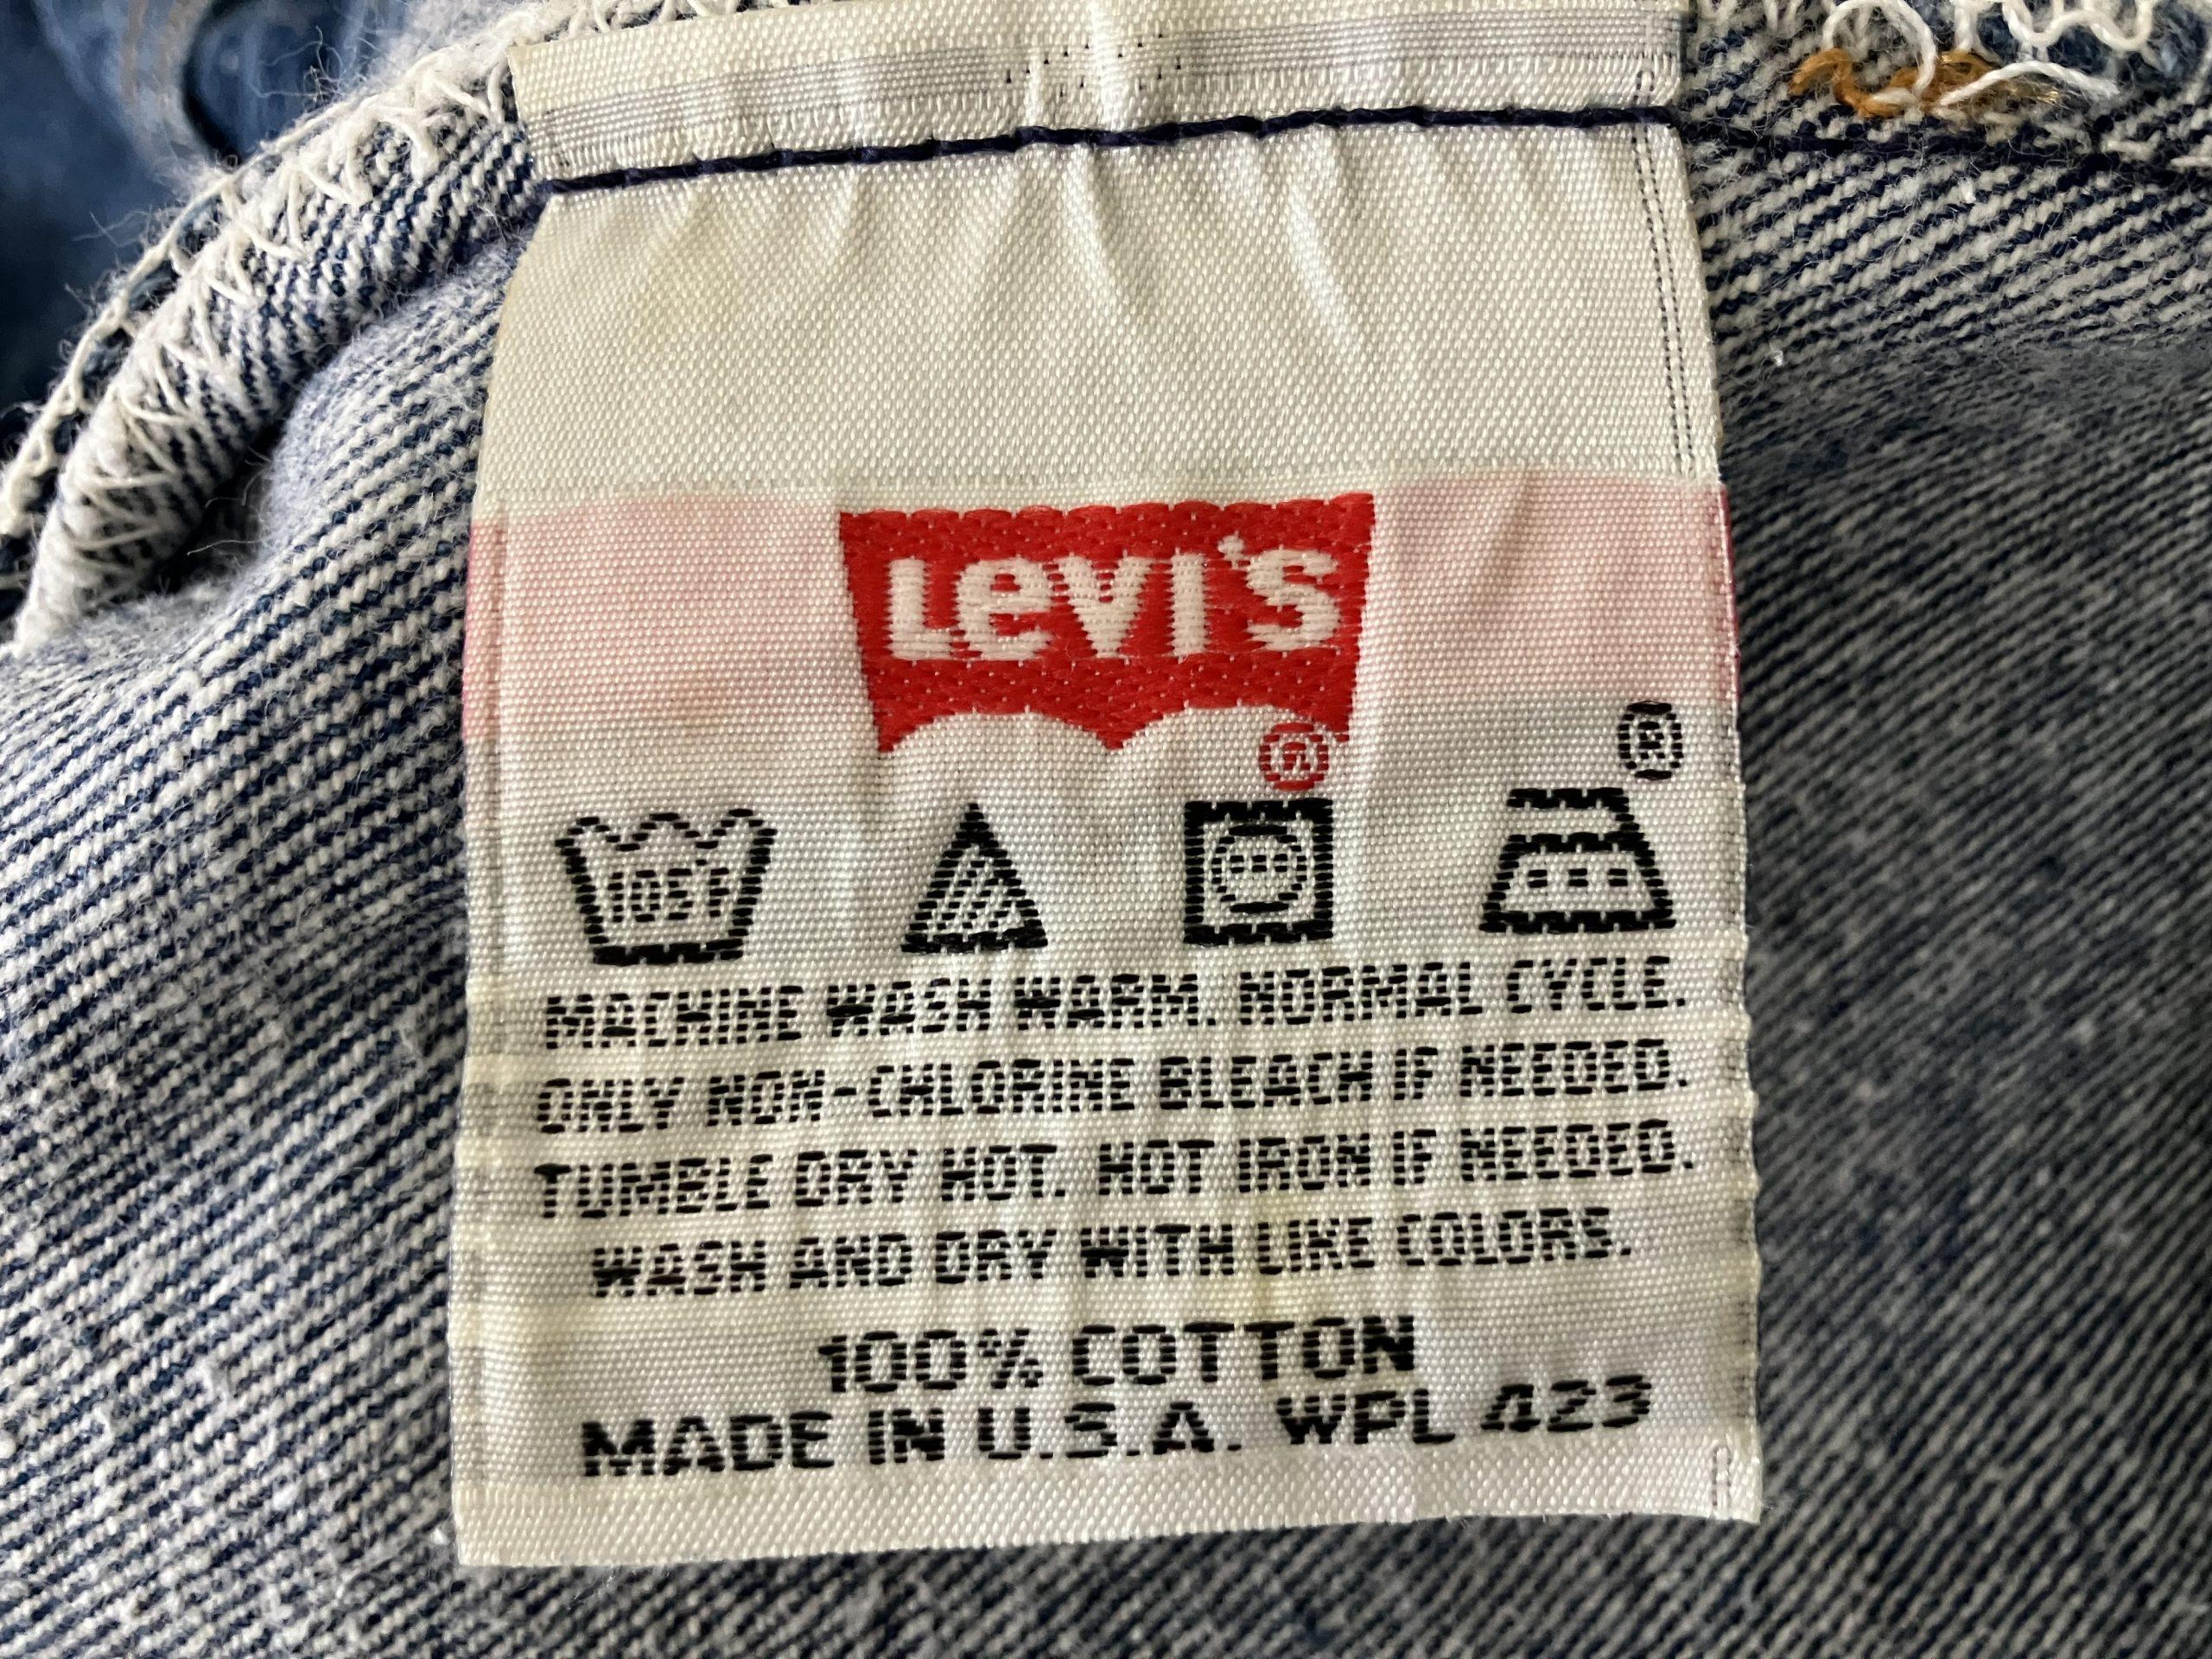 Levi's
®
®
105F
MACHINE WASH WARM. NORMAL CYCLE.
ONLY NON-CHLORINE BLEACH IF NEEDED.
TUMBLE DRY HOT. HOT IRON IF NEEDED.
WASH AND DRY WITH LIKE COLORS.
100% COTTON
MADE IN U.S.A. WPL 423